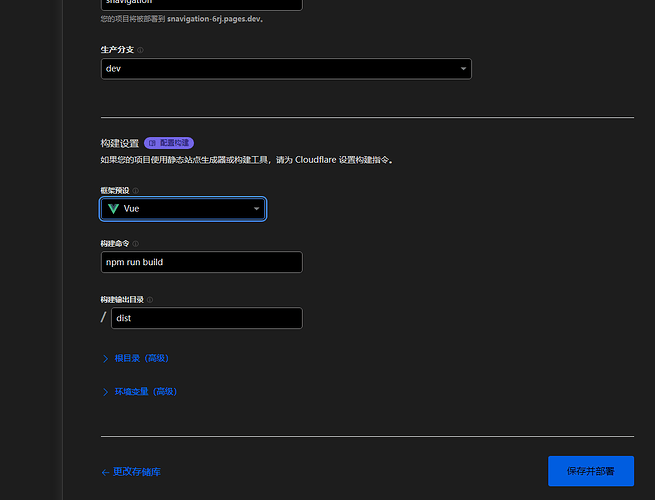 snavigation
您的项目将被部署到 snavigation-6rj.pages.dev。
生产分支
dev
构建设置 配置构建
如果您的项目使用静态站点生成器或构建工具，请为 Cloudflare 设置构建指令。
框架预设
Vue
构建命令
npm run build
构建输出目录
/ dist
根目录（高级）
环境变量（高级）
← 更改存储库
保存并部署